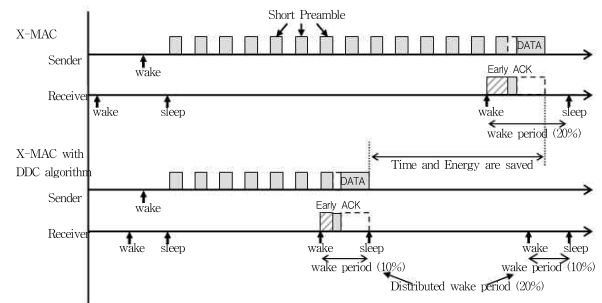 Short Preamble
X-MAC
DATA
Sender
wake
Early ACK
Receiver
wake
sleep
wake
sleep
wake period (20%)
X-MAC with
DDC algorithm
Time and Energy are saved
DATA
Sender
wake
Early ACK
Receiver
wake
sleep
wake
sleep
wake
sleep
wake period (10%)
wake period (10%)
Distributed wake period (20%)